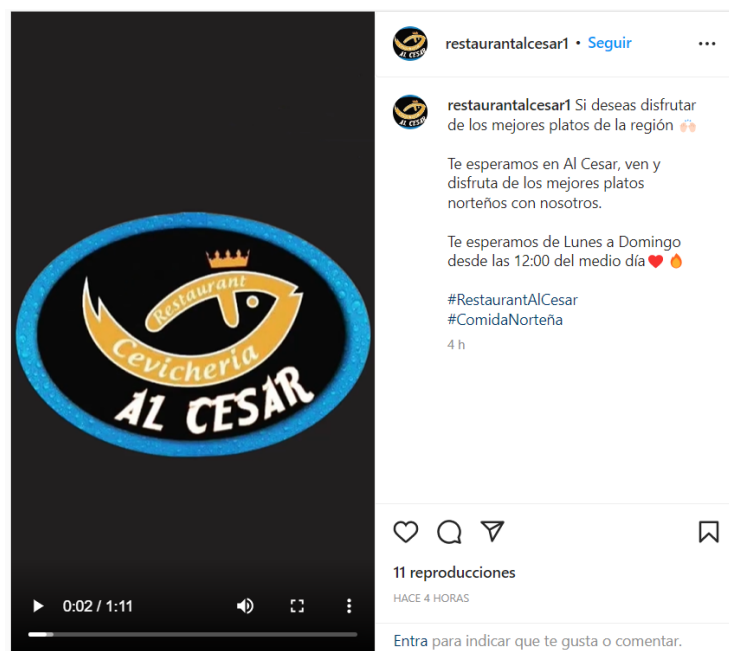 restaurantalcesar1 • Seguir
restaurantalcesar1 Si deseas disfrutar
de los mejores platos de la región
Te esperamos en Al Cesar, ven y
disfruta de los mejores platos
norteños con nosotros.
Te esperamos de Lunes a Domingo
desde las 12:00 del medio día
#RestaurantAlCesar
#ComidaNorteña
4 h
Restaurant
Cevicheria
AL CESAR
0:02 / 1:11
11 reproducciones
HACE 4 HORAS
Entra para indicar que te gusta o comentar.